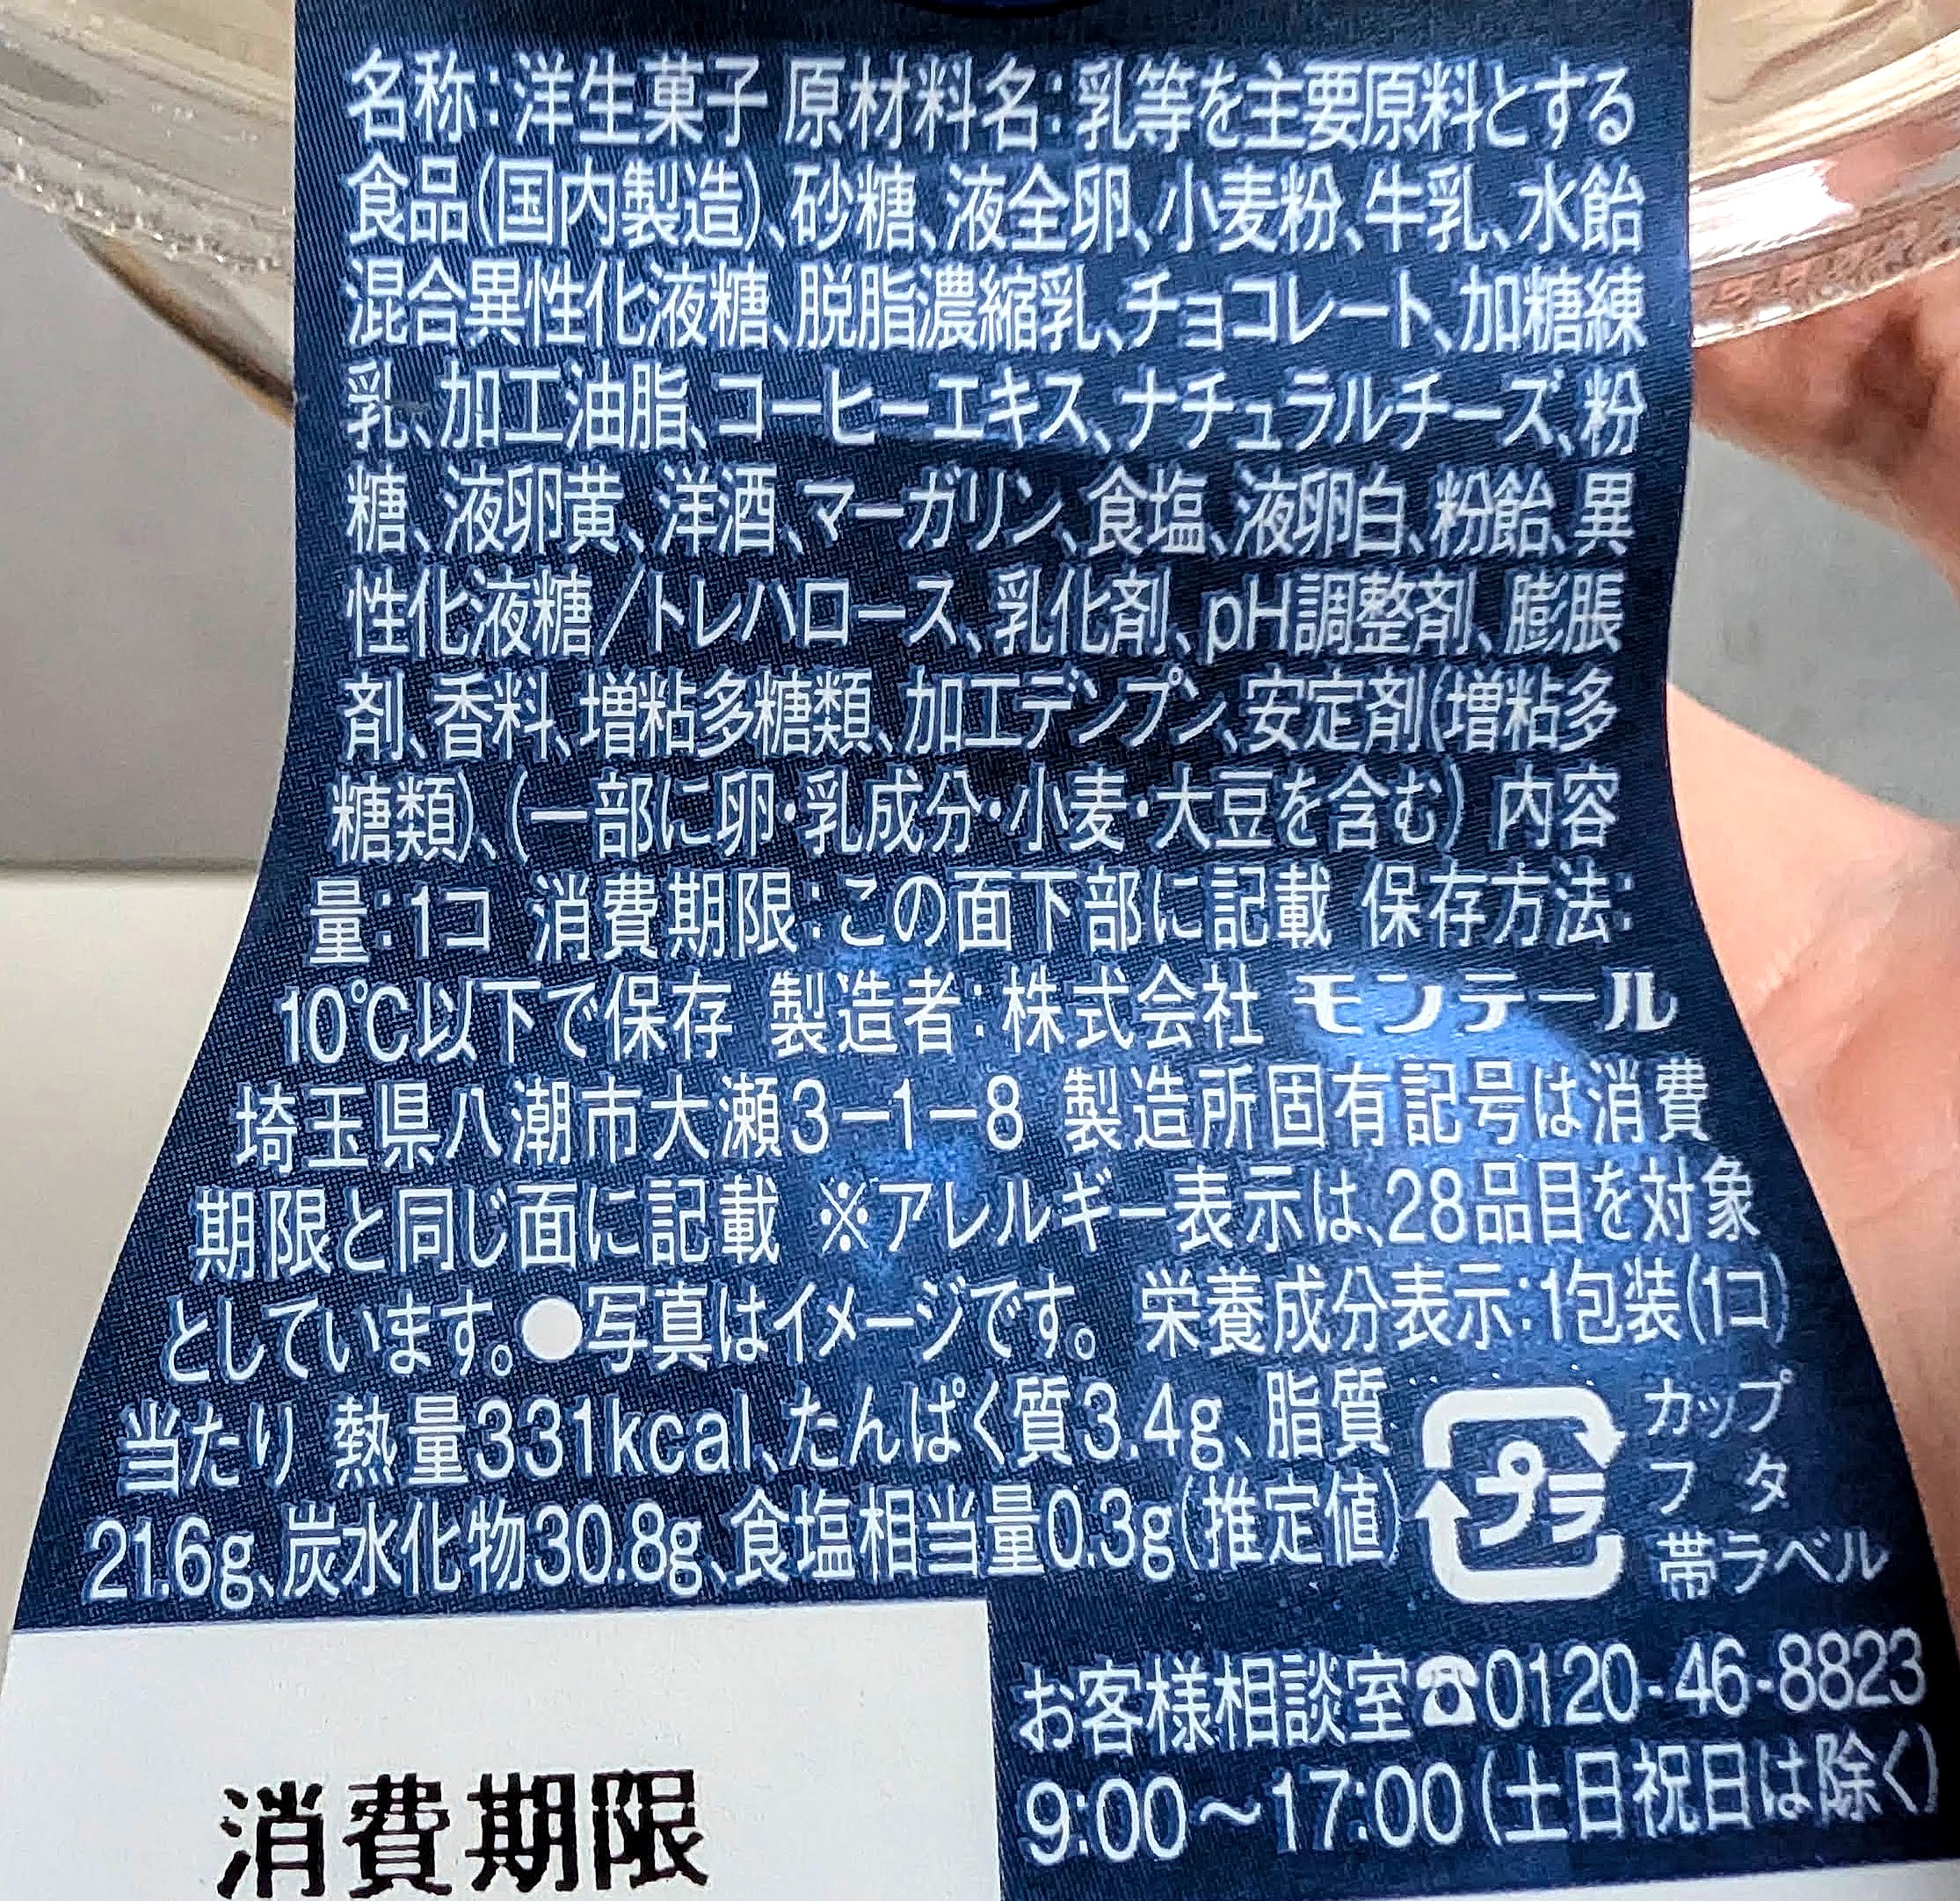 名称:洋生菓子 原材料名:乳等を主要原料とする
食品(国内製造)、砂糖、液全卵、小麦粉、牛乳、水飴
混合異性化液糖、脱脂濃縮乳、チョコレート、加糖練
乳、加工油脂、コーヒーエキス、ナチュラルチーズ、粉
糖、液卵黄、洋酒、マーガリン、食塩、液卵白、粉飴、異
性化液糖/トレハロース、乳化剤、pH調整剤、膨脹
剤、香料、増粘多糖類、加工デンプン、安定剤(増粘多
糖類)、(一部に卵・乳成分・小麦・大豆を含む) 内容
量:1コ 消費期限:この面下部に記載 保存方法:
10℃以下で保存 製造者:株式会社 モンテール
埼玉県八潮市大瀬3-1-8 製造所固有記号は消費
期限と同じ面に記載 ※アレルギー表示は、28品目を対象
としています。●写真はイメージです。 栄養成分表示:1包装(1コ)
当たり 熱量331kcal、たんぱく質3.4g、脂質
21.6g、炭水化物30.8g、食塩相当量0.3g(推定値)
プラ
カップ
フタ
帯ラベル
お客様相談室☎0120-46-8823
9:00〜17:00(土日祝日は除く)
消費期限